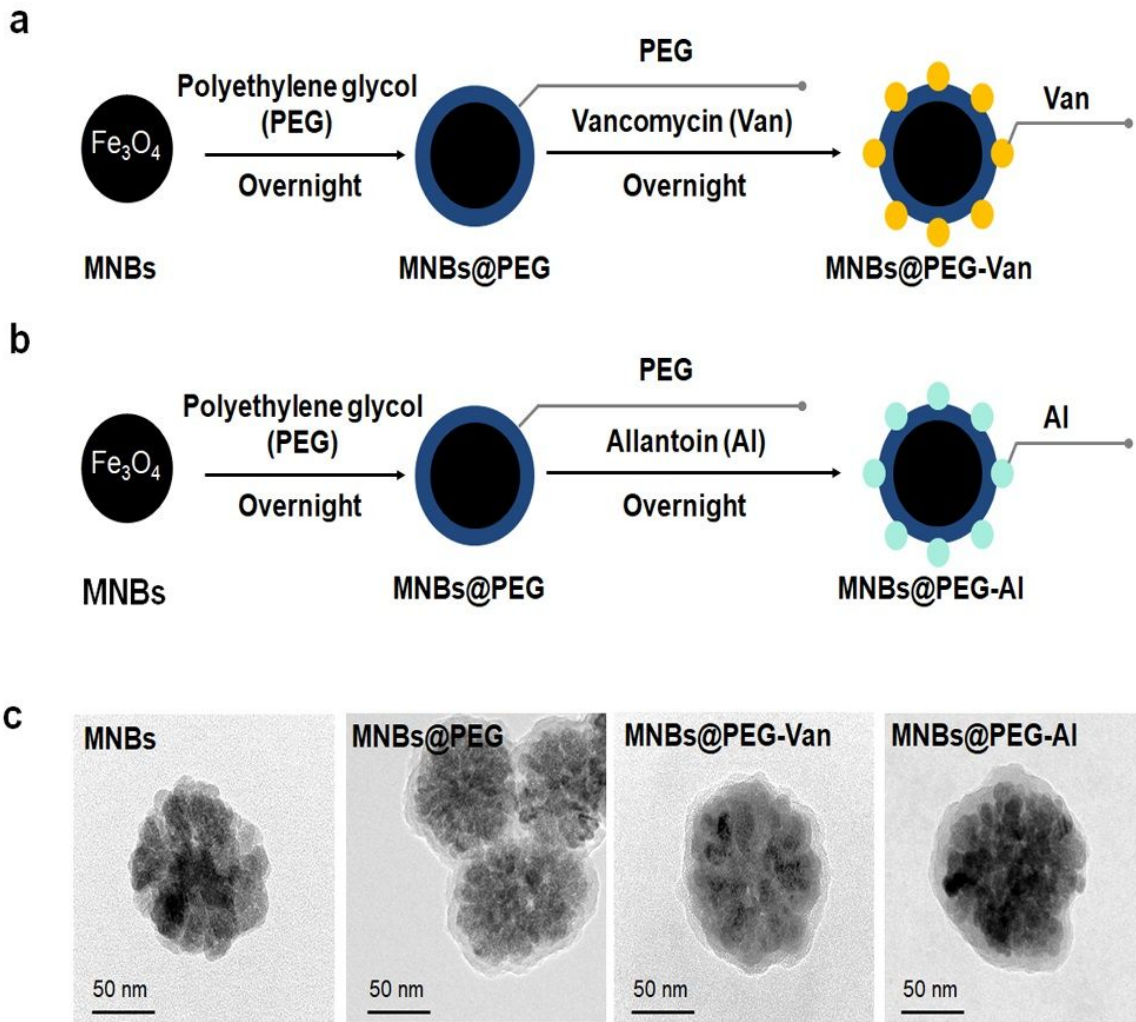 a
Polyethylene glycol
(PEG)
Fe₃O₄
Overnight
MNBs
PEG
Vancomycin (Van)
Overnight
MNBs@PEG
Van
MNBs@PEG-Van
b
Polyethylene glycol
(PEG)
Fe₃O₄
Overnight
MNBs
PEG
Allantoin (Al)
Overnight
MNBs@PEG
Al
MNBs@PEG-Al
c
MNBs
50 nm
MNBs@PEG
50 nm
MNBs@PEG-Van
50 nm
MNBs@PEG-Al
50 nm